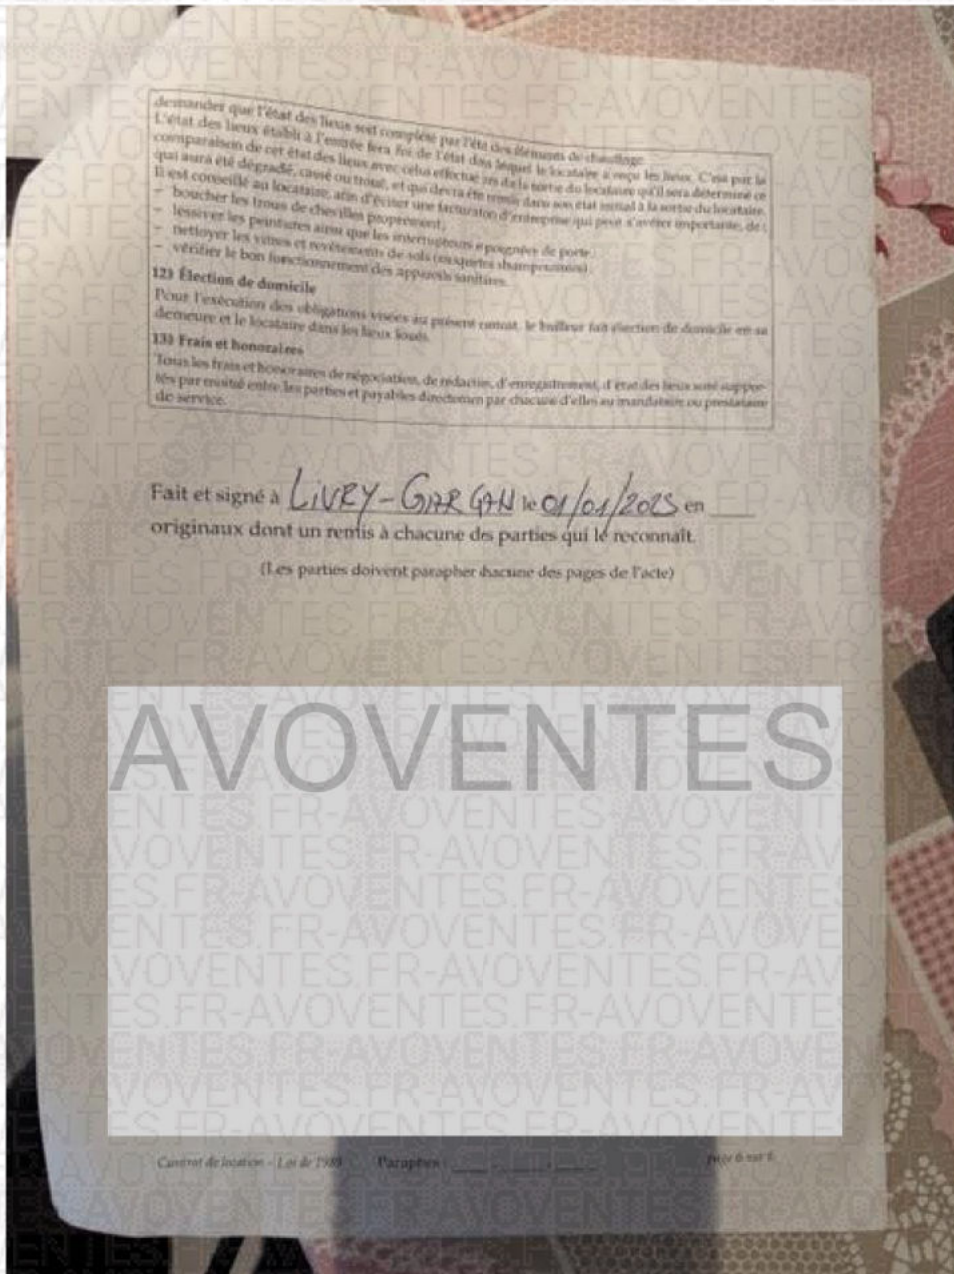 demander que l'état des lieux soit complété par l'état des éléments de chauffage.
L'état des lieux établi à l'entrée fera foi de l'état dans lequel le locataire a reçu les lieux. C'est par la
comparaison de cet état des lieux avec celui effectué lors de la sortie du locataire qu'il sera déterminé ce
qui aura été dégradé, cassé ou troué, et qui devra être remis dans son état initial à la sortie du locataire.
Il est conseillé au locataire, afin d'éviter une facturation d'entreprise qui peut s'avérer importante, de :
- boucher les trous de chevilles proprement ;
- lessiver les peintures ainsi que les interrupteurs et poignées de porte ;
- nettoyer les vitres et revêtements de sols (moquettes shampouinées) ;
- vérifier le bon fonctionnement des appareils sanitaires.
12) Élection de domicile
Pour l'exécution des obligations visées au présent contrat, le bailleur fait élection de domicile en sa
demeure et le locataire dans les lieux loués.
13) Frais et honoraires
Tous les frais et honoraires de négociation, de rédaction, d'enregistrement, d'état des lieux sont suppor-
tés par moitié entre les parties et payables directement par chacune d'elles au mandataire ou prestataire
de service.
Fait et signé à LIVRY-GARGAN le 01/01/2025 en ____
originaux dont un remis à chacune des parties qui le reconnaît.
(Les parties doivent parapher chacune des pages de l'acte)
AVOVENTES
Contrat de location - Loi de 1989 Paraphes : Page 6 sur 6